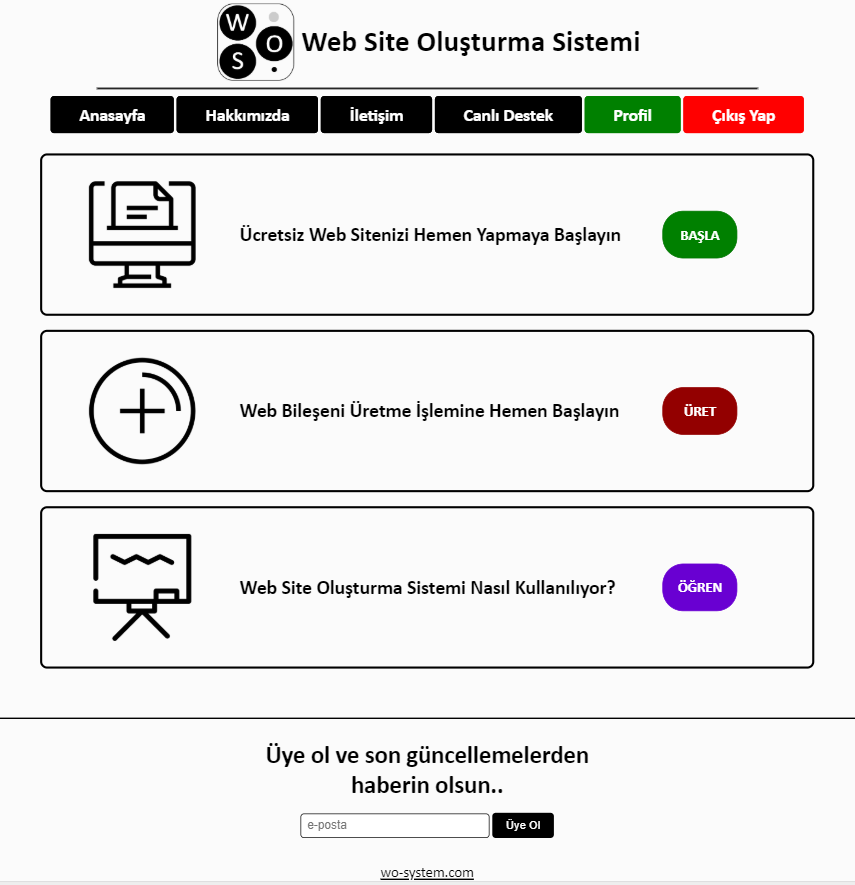 W
O
S
Web Site Oluşturma Sistemi
Anasayfa Hakkımızda İletişim Canlı Destek Profil Çıkış Yap
Ücretsiz Web Sitenizi Hemen Yapmaya Başlayın BAŞLA
Web Bileşeni Üretme İşlemine Hemen Başlayın ÜRET
Web Site Oluşturma Sistemi Nasıl Kullanılıyor? ÖĞREN
Üye ol ve son güncellemelerden
haberin olsun..
e-posta Üye Ol
wo-system.com